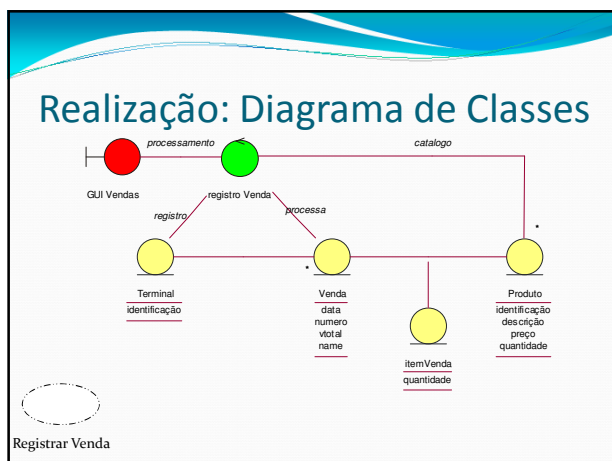 Realização: Diagrama de Classes
processamento
catalogo
GUI Vendas
registro Venda
registro
processa
*
*
Terminal
identificação
Venda
data
numero
vtotal
name
Produto
identificação
descrição
preço
quantidade
itemVenda
quantidade
Registrar Venda